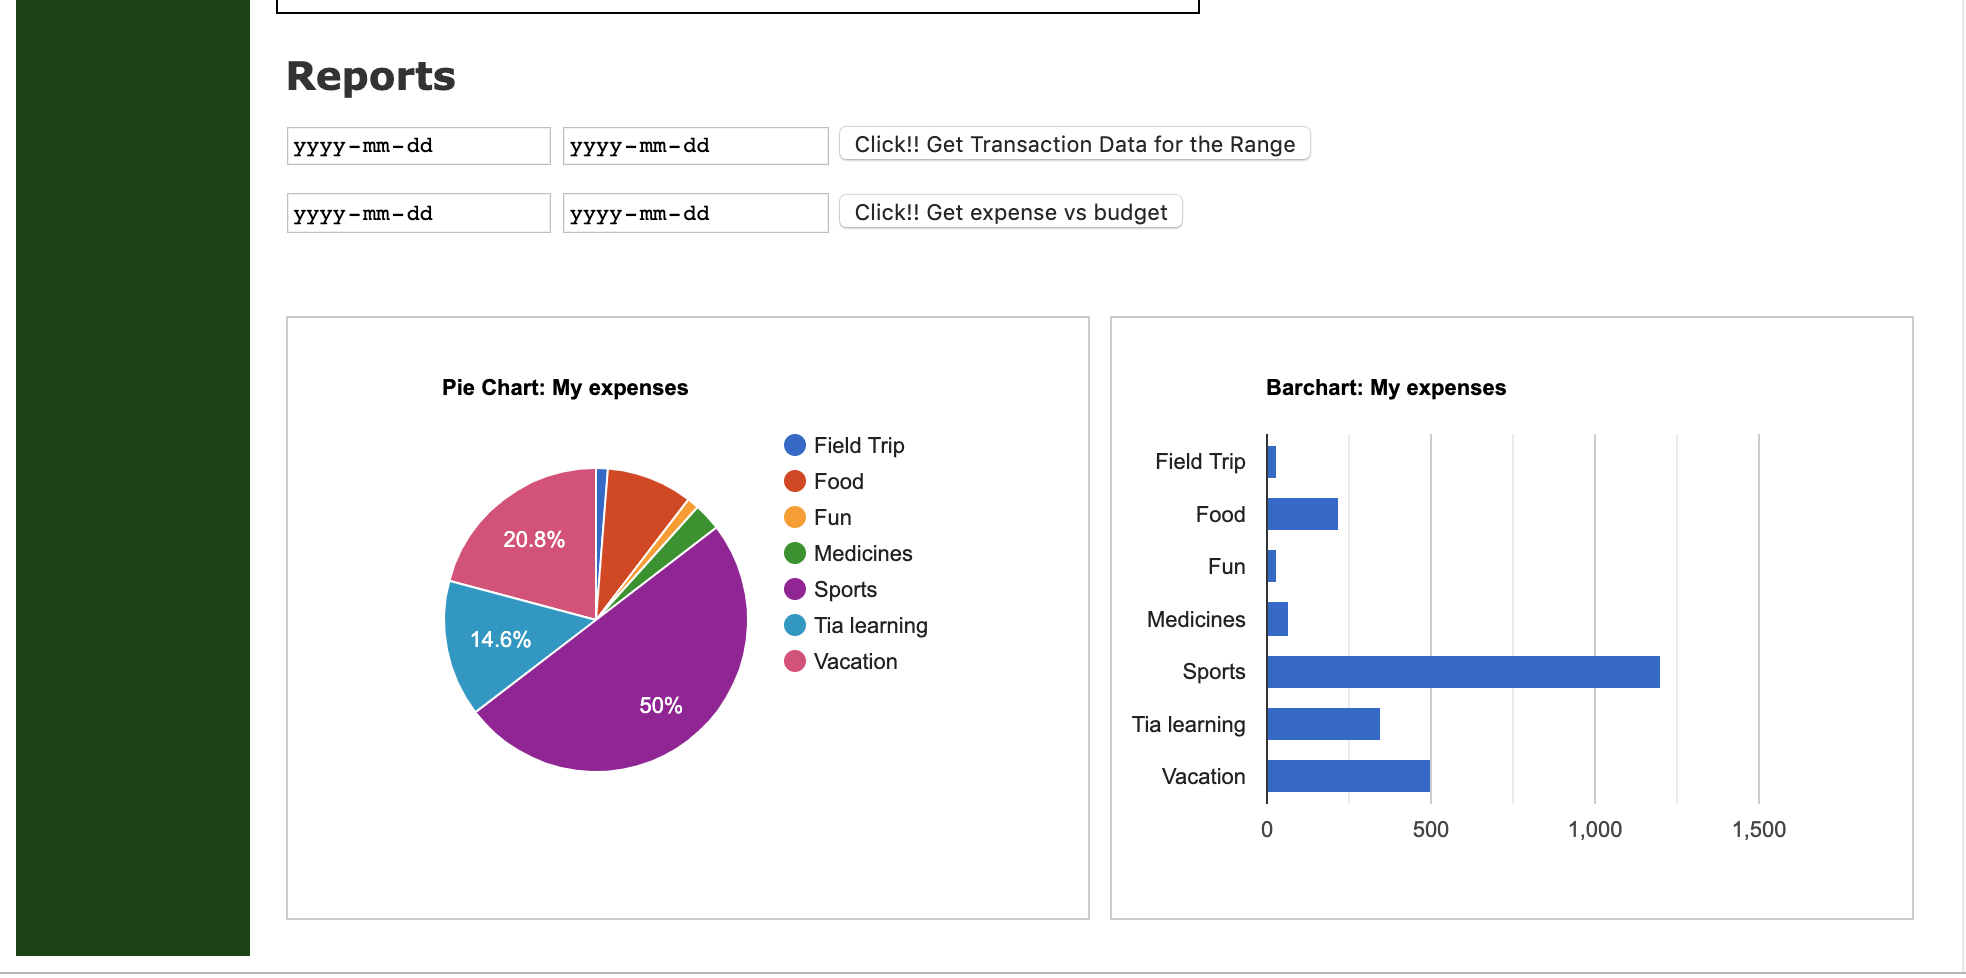 Reports
yyyy-mm-dd yyyy-mm-dd Click!! Get Transaction Data for the Range
yyyy-mm-dd yyyy-mm-dd Click!! Get expense vs budget
Pie Chart: My expenses
20.8%
14.6%
50%
Field Trip
Food
Fun
Medicines
Sports
Tia learning
Vacation
Barchart: My expenses
Field Trip
Food
Fun
Medicines
Sports
Tia learning
Vacation
0 500 1,000 1,500